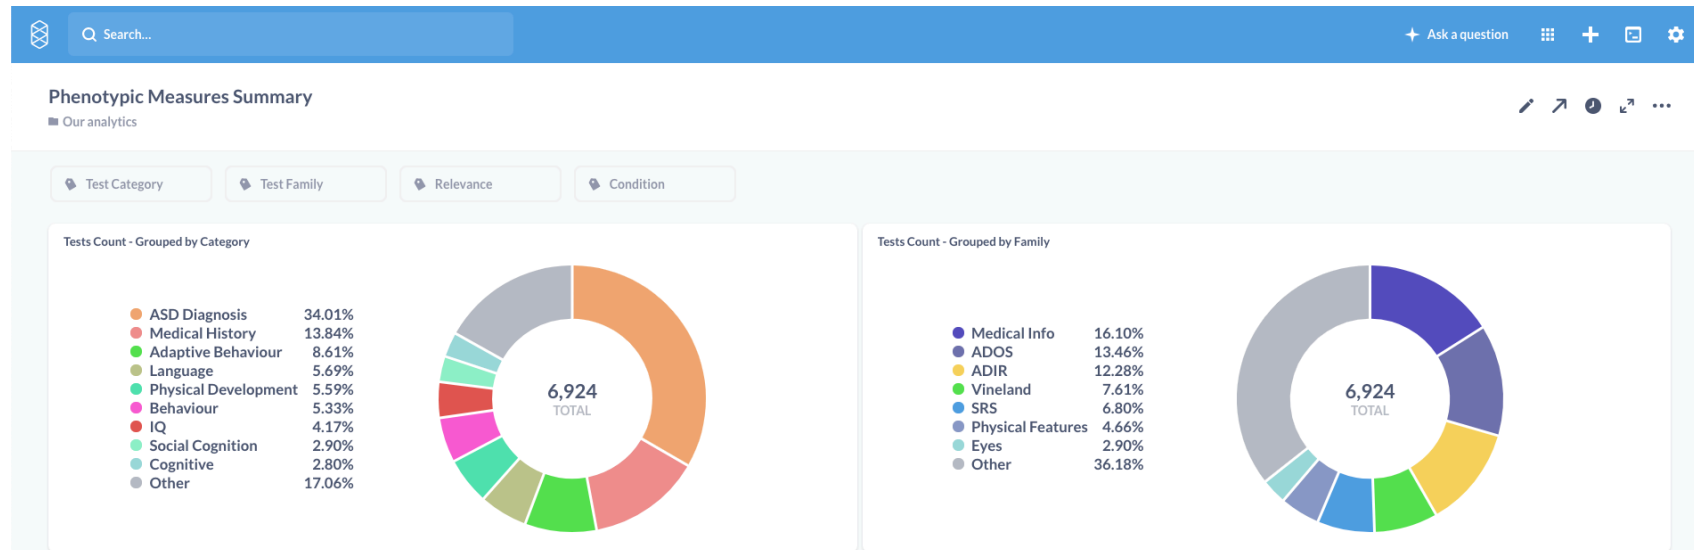 Search...
Ask a question
Phenotypic Measures Summary
Our analytics
Test Category
Test Family
Relevance
Condition
Tests Count - Grouped by Category
ASD Diagnosis 34.01%
Medical History 13.84%
Adaptive Behaviour 8.61%
Language 5.69%
Physical Development 5.59%
Behaviour 5.33%
IQ 4.17%
Social Cognition 2.90%
Cognitive 2.80%
Other 17.06%
6,924
TOTAL
Tests Count - Grouped by Family
Medical Info 16.10%
ADOS 13.46%
ADIR 12.28%
Vineland 7.61%
SRS 6.80%
Physical Features 4.66%
Eyes 2.90%
Other 36.18%
6,924
TOTAL